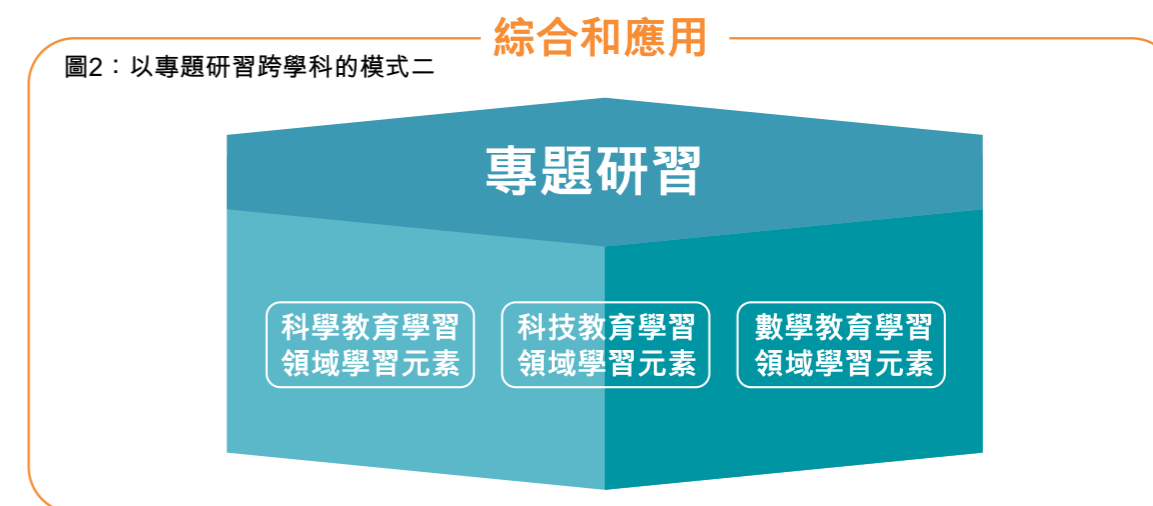 綜合和應用
圖2：以專題研習跨學科的模式二
專題研習
科學教育學習
領域學習元素
科技教育學習
領域學習元素
數學教育學習
領域學習元素